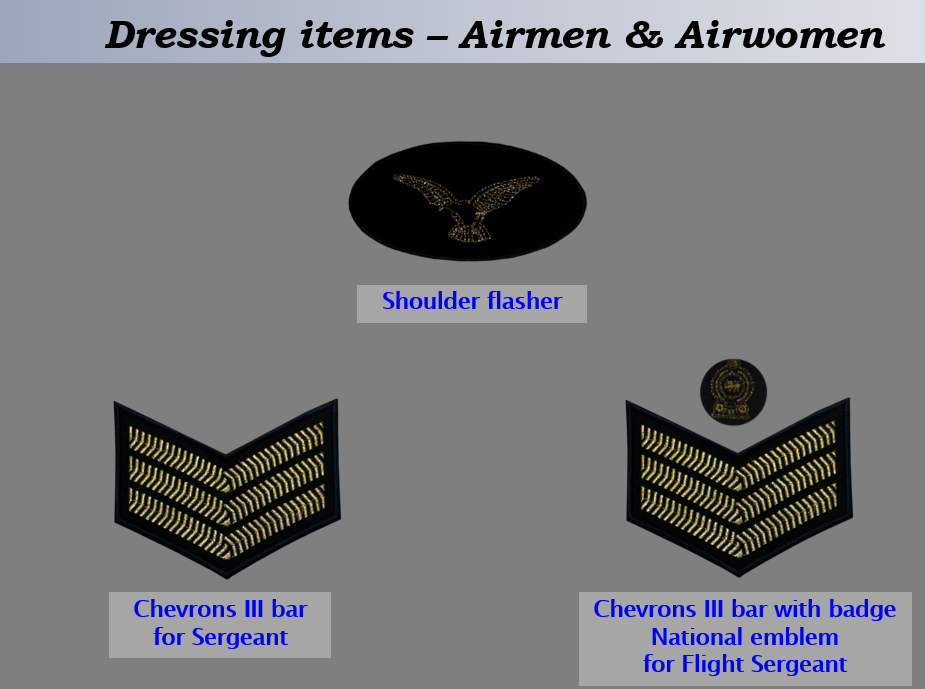 Dressing items – Airmen & Airwomen
Shoulder flasher
Chevrons III bar
for Sergeant
Chevrons III bar with badge
National emblem
for Flight Sergeant